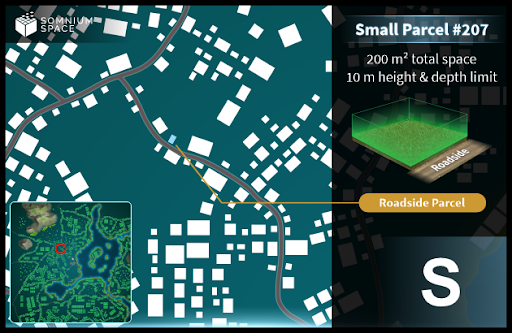 SOMNIUM
SPACE
Small Parcel #207
200 m² total space
10 m height & depth limit
Roadside
Roadside Parcel
C
S